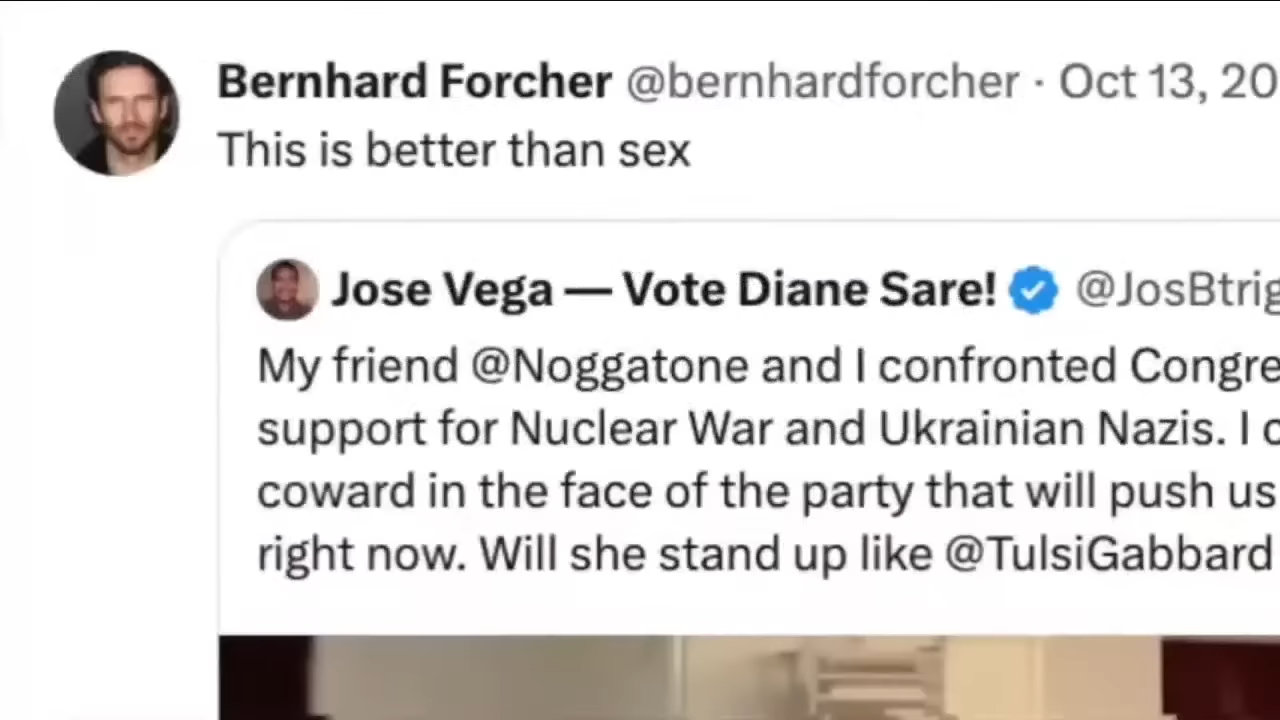 Bernhard Forcher @bernhardforcher · Oct 13, 20
This is better than sex
Jose Vega — Vote Diane Sare! @JosBtrig
My friend @Noggatone and I confronted Congre
support for Nuclear War and Ukrainian Nazis. I c
coward in the face of the party that will push us
right now. Will she stand up like @TulsiGabbard